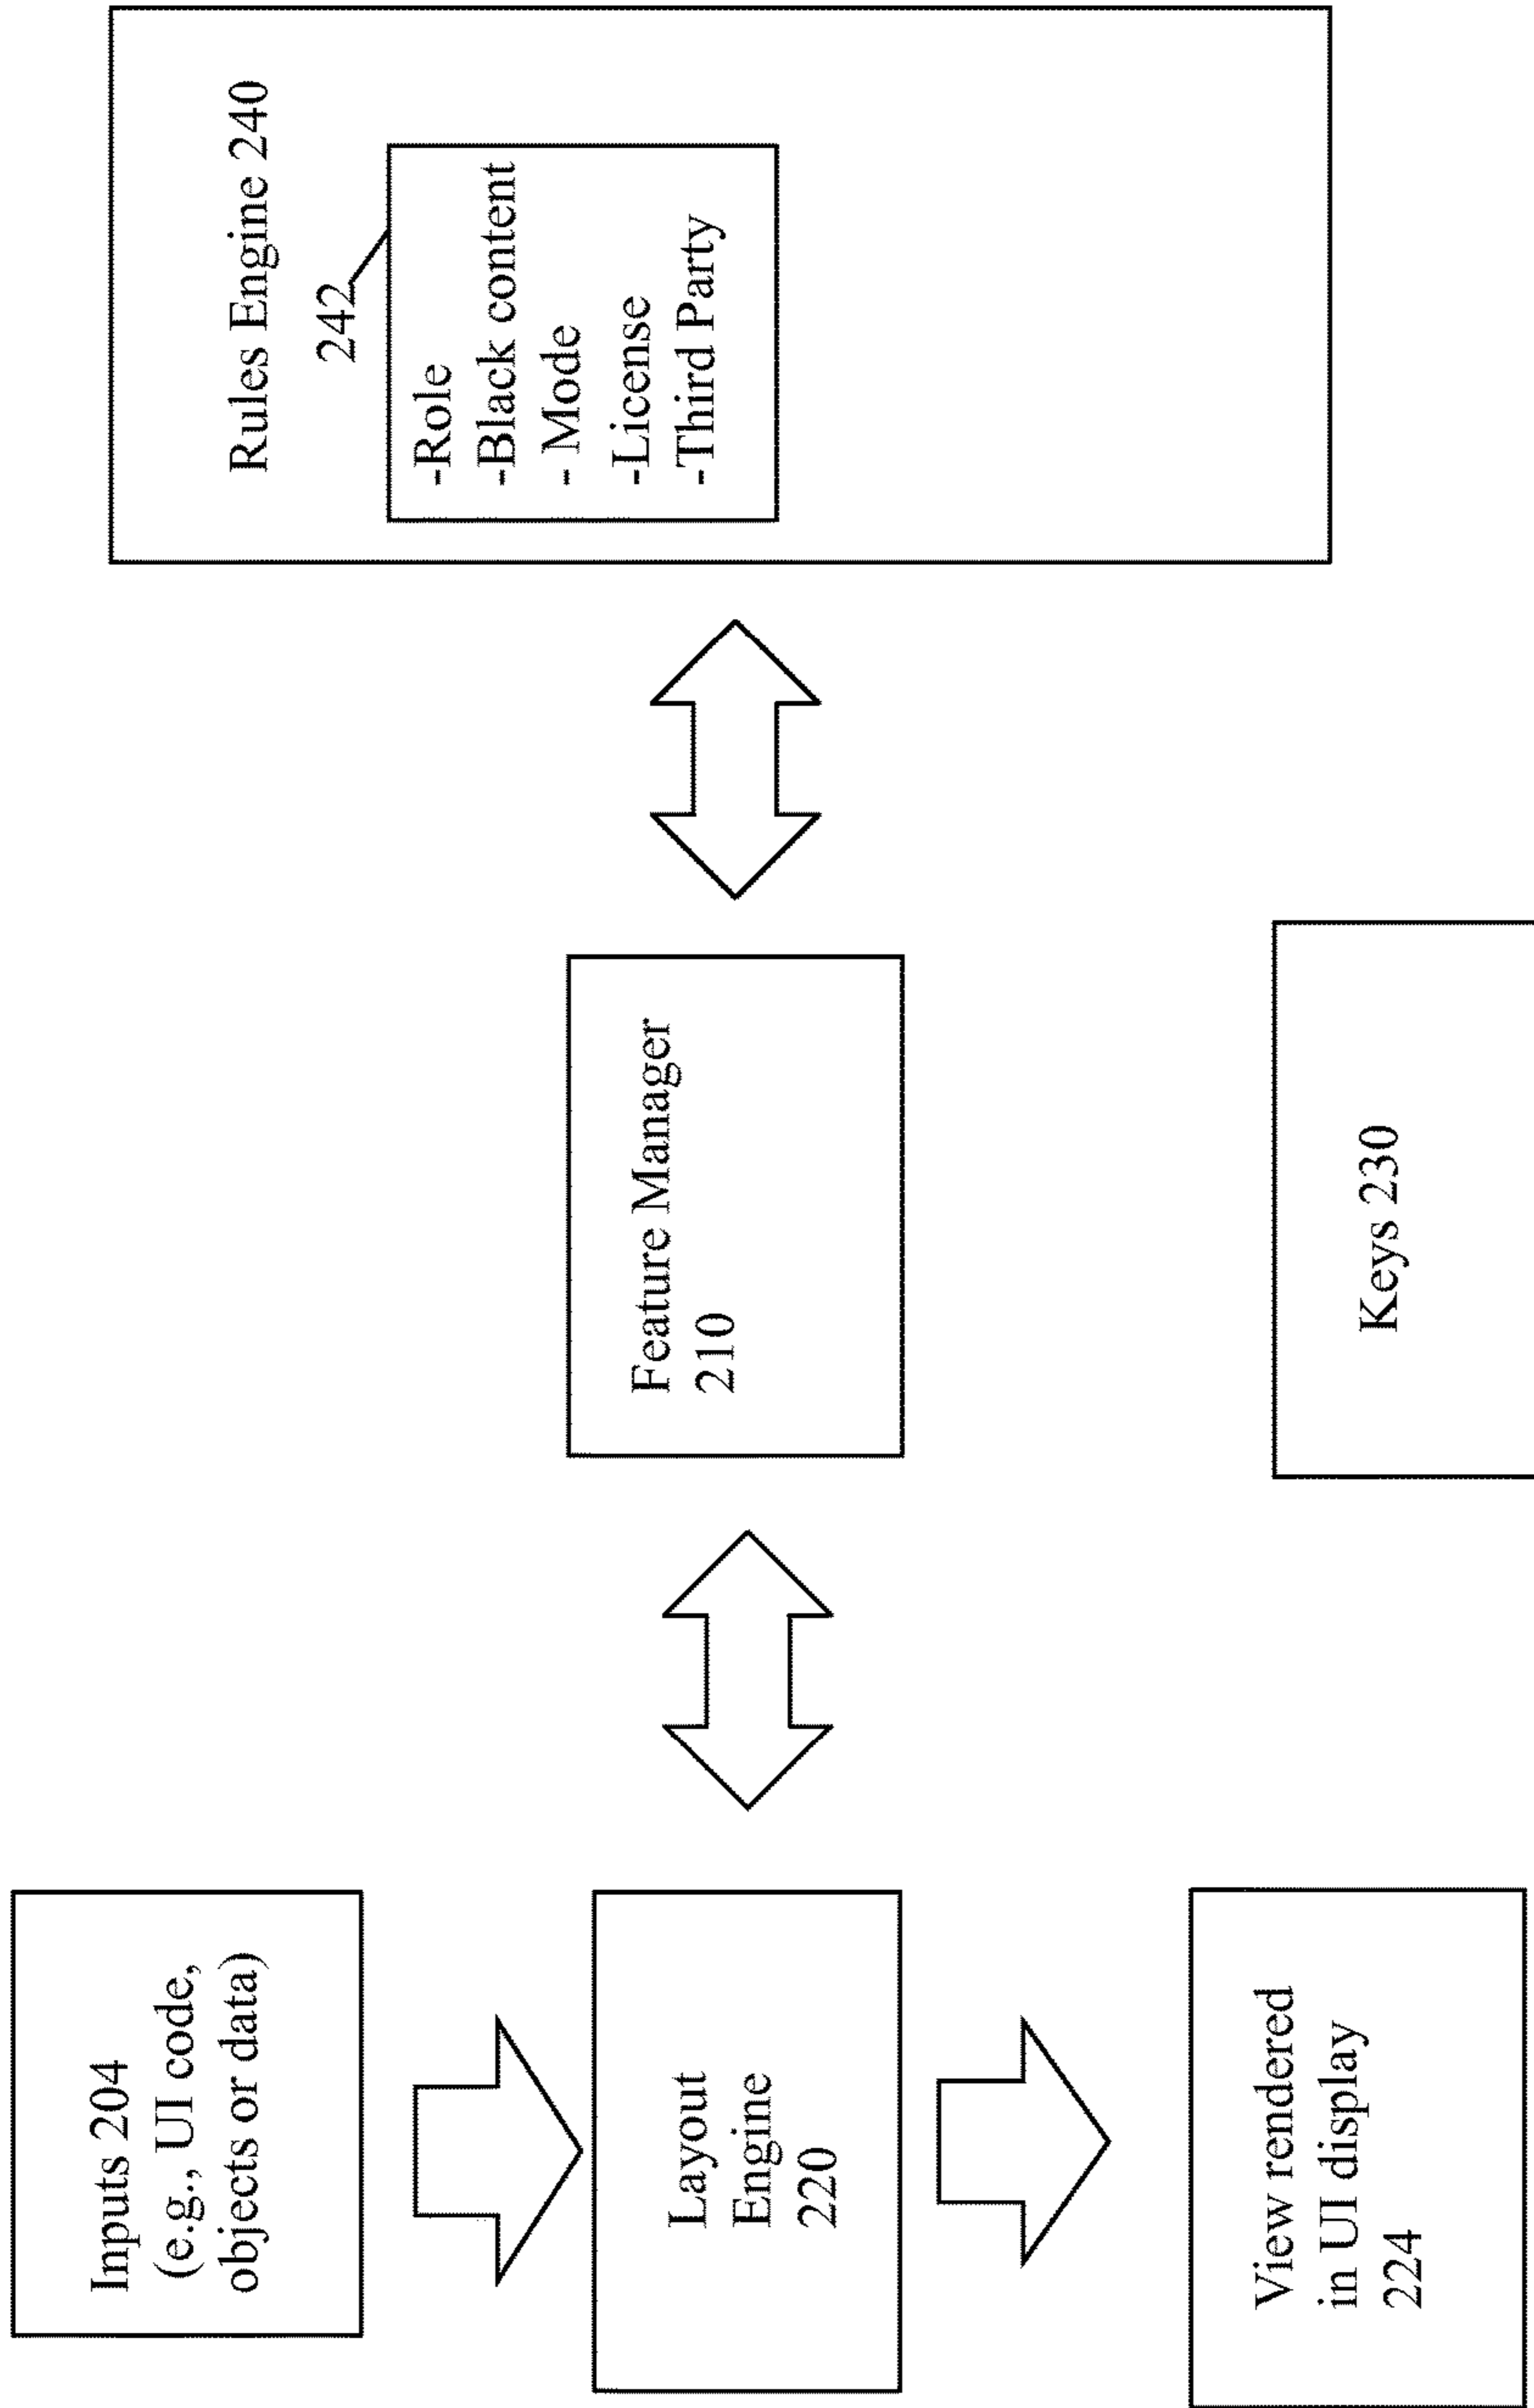 Inputs 204
(e.g., UI code,
objects or data)
Layout
Engine
220
View rendered
in UI display
224
Feature Manager
210
Keys 230
Rules Engine 240
242
-Role
-Black content
- Mode
-License
-Third Party